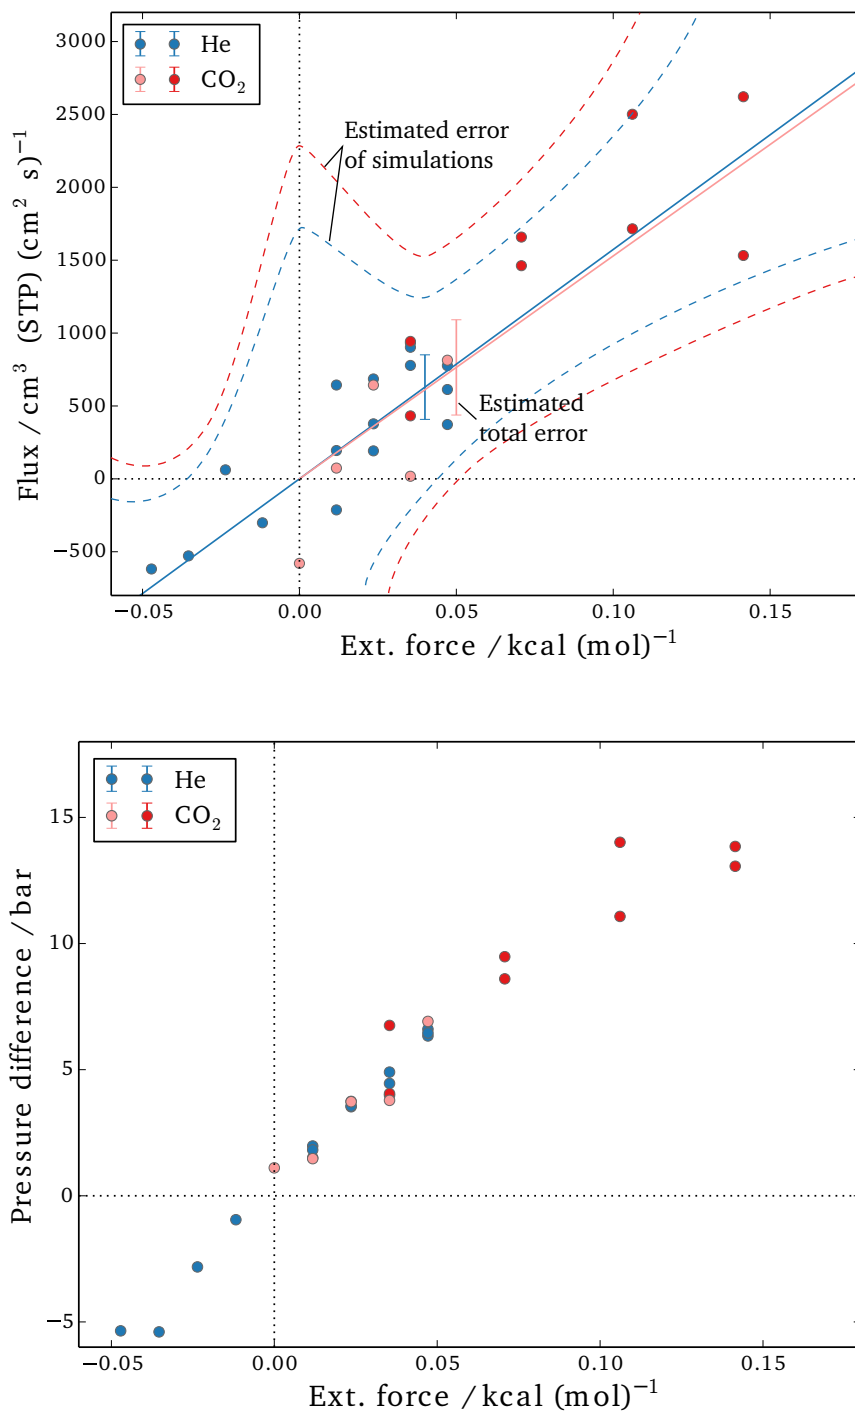 He
CO₂
Estimated error
of simulations
Estimated
total error
3000
2500
2000
1500
1000
500
0
−500
−0.05 0.00 0.05 0.10 0.15
Flux / cm³ (STP) (cm² s)⁻¹
Ext. force / kcal (mol)⁻¹
He
CO₂
15
10
5
0
−5
−0.05 0.00 0.05 0.10 0.15
Pressure difference / bar
Ext. force / kcal (mol)⁻¹